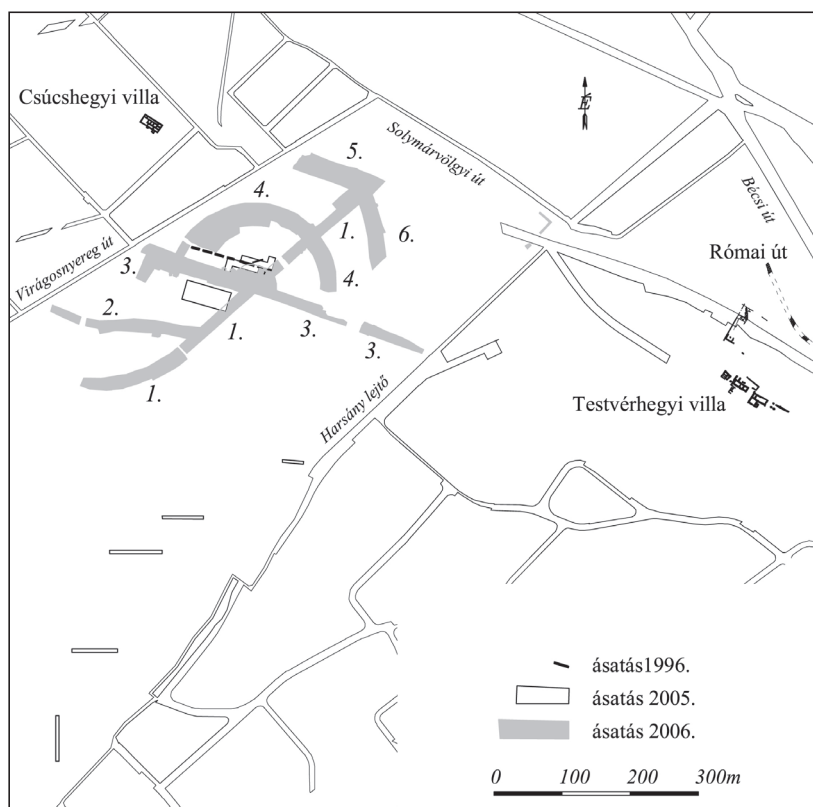 Csúcshegyi villa
Solymárvölgyi út
É
5.
4.
1.
6.
Bécsi út
Római út
Virágosnyereg út
3.
4.
2.
1.
3.
3.
1.
Harsány lejtő
Testvérhegyi villa
ásatás1996.
ásatás 2005.
ásatás 2006.
0 100 200 300m